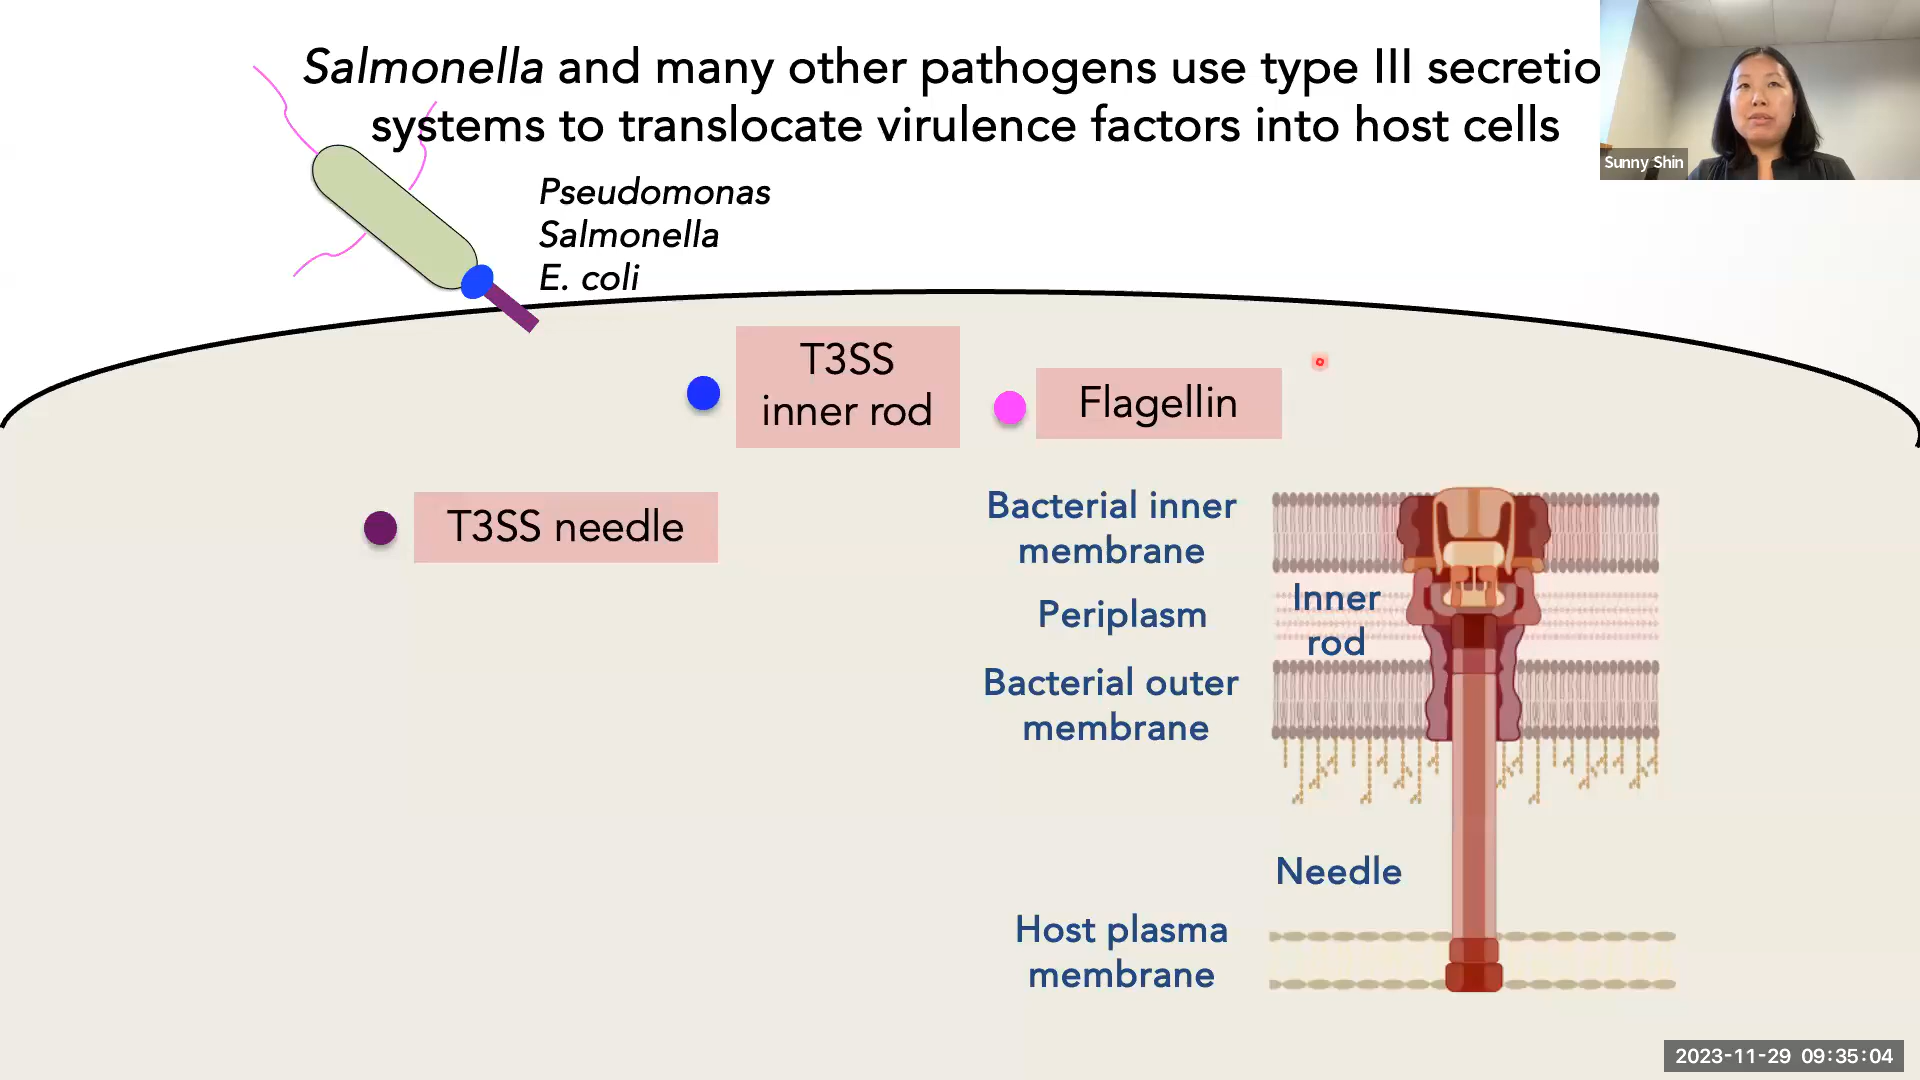 Salmonella and many other pathogens use type III secretio
systems to translocate virulence factors into host cells
Sunny Shin
Pseudomonas
Salmonella
E. coli
T3SS
inner rod
Flagellin
T3SS needle
Bacterial inner
membrane
Periplasm
Inner
rod
Bacterial outer
membrane
Needle
Host plasma
membrane
2023-11-29 09:35:04